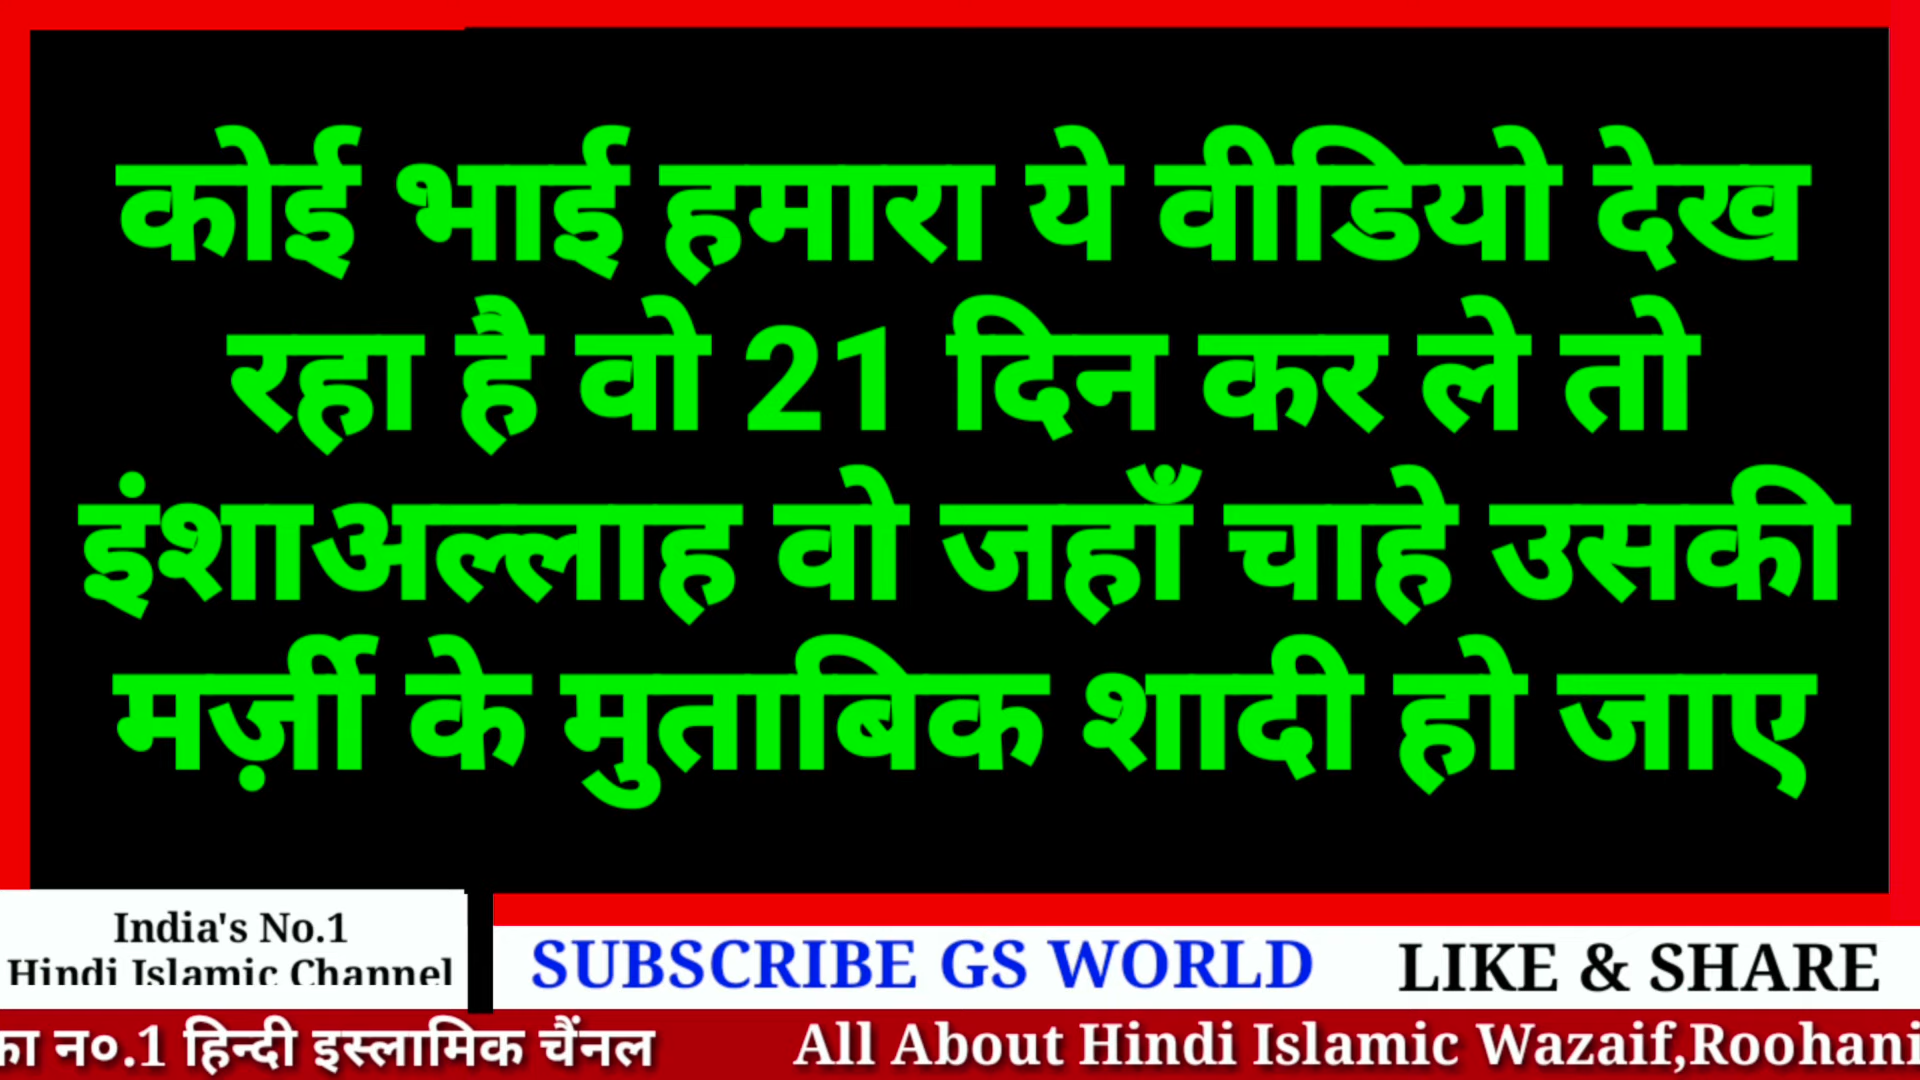 कोई भाई हमारा ये वीडियो देख
रहा है वो 21 दिन कर ले तो
इंशाअल्लाह वो जहाँ चाहे उसकी
मर्ज़ी के मुताबिक शादी हो जाए
India's No.1
Hindi Islamic Channel
SUBSCRIBE GS WORLD
LIKE & SHARE
का न०.1 हिन्दी इस्लामिक चैंनल All About Hindi Islamic Wazaif,Roohani